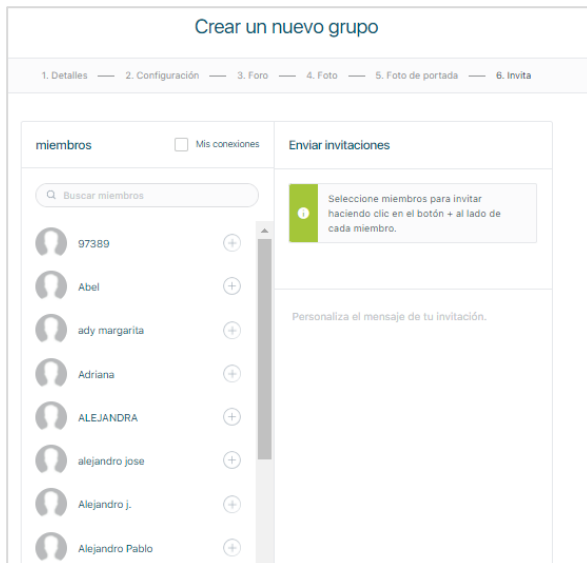 Crear un nuevo grupo
1. Detalles — 2. Configuración — 3. Foro — 4. Foto — 5. Foto de portada — 6. Invita
miembros
Mis conexiones
Buscar miembros
97389
Abel
ady margarita
Adriana
ALEJANDRA
alejandro jose
Alejandro j.
Alejandro Pablo
Enviar invitaciones
Seleccione miembros para invitar
haciendo clic en el botón + al lado de
cada miembro.
Personaliza el mensaje de tu invitación.